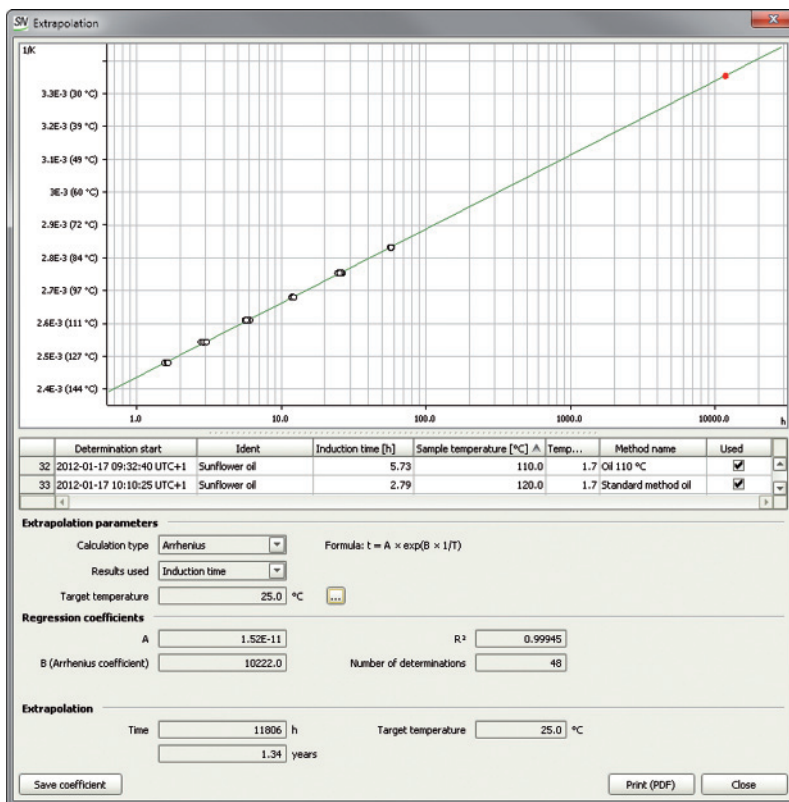 SN Extrapolation
1/K
3.3E-3 (30 °C)
3.2E-3 (39 °C)
3.1E-3 (49 °C)
3E-3 (60 °C)
2.9E-3 (72 °C)
2.8E-3 (84 °C)
2.7E-3 (97 °C)
2.6E-3 (111 °C)
2.5E-3 (127 °C)
2.4E-3 (144 °C)
1.0 10.0 100.0 1000.0 10000.0 h
Determination start Ident Induction time [h] Sample temperature [°C] Temp... Method name Used
32 2012-01-17 09:32:40 UTC+1 Sunflower oil 5.73 110.0 1.7 Oil 110 °C
33 2012-01-17 10:10:25 UTC+1 Sunflower oil 2.79 120.0 1.7 Standard method oil
Extrapolation parameters
Calculation type Arrhenius Formula: t = A × exp(B × 1/T)
Results used Induction time
Target temperature 25.0 °C ...
Regression coefficients
A 1.52E-11 R² 0.99945
B (Arrhenius coefficient) 10222.0 Number of determinations 48
Extrapolation
Time 11806 h Target temperature 25.0 °C
1.34 years
Save coefficient Print (PDF) Close